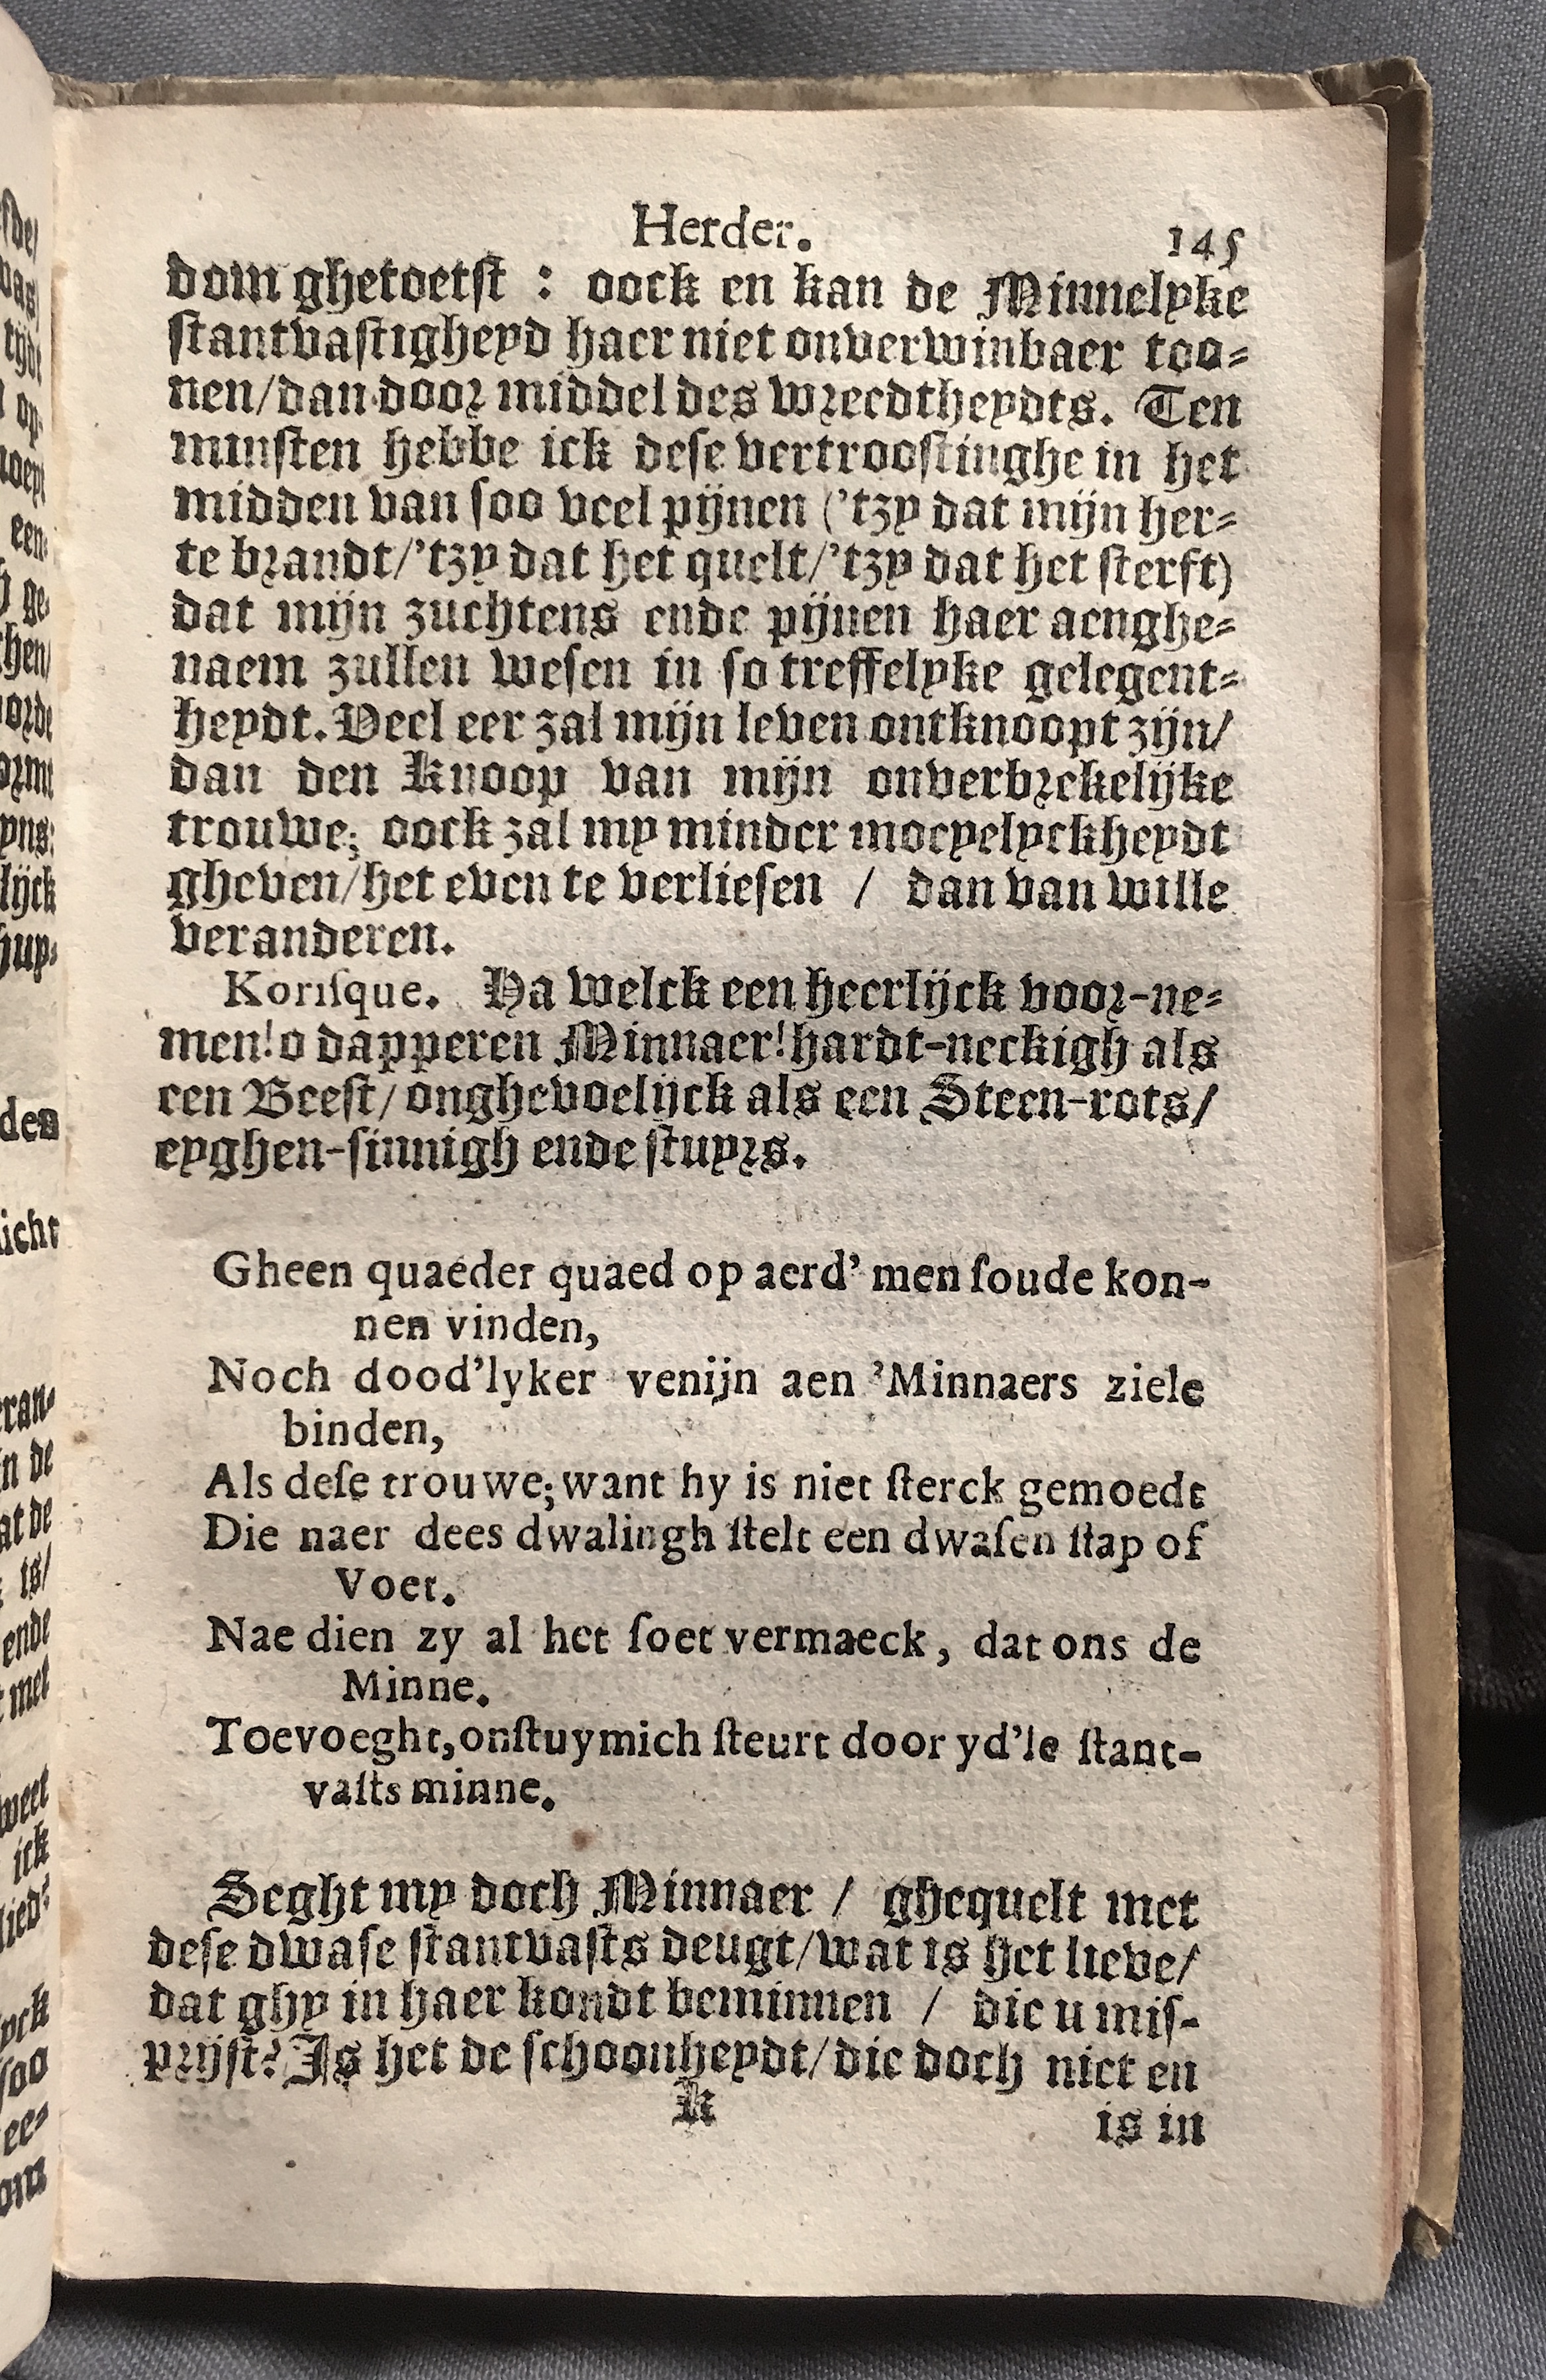 Herder. 145
dom ghetoetst : oock en kan de Minnelyke
stantvastigheyd haer niet onverwinbaer too⸗
nen/dan door middel des wreedtheydts. Ten
minsten hebbe ick dese vertroostinghe in het
midden van soo veel pijnen ('tzy dat mijn her⸗
te brandt/'tzy dat het quelt/'tzy dat het sterft)
dat mijn zuchtens ende pijnen haer aenghe⸗
naem zullen wesen in so treffelyke gelegent⸗
heydt. Veel eer zal mijn leven ontknoopt zijn/
dan den Knoop van mijn onverbrekelijke
trouwe; oock zal my minder moeyelyckheydt
gheven/het even te verliesen / dan van wille
veranderen.
Koriſque. Ha welck een heerlijck voor-ne⸗
men! o dapperen Minnaer! hardt-neckigh als
een Beest/ onghevoelijck als een Steen-rots/
eyghen-sinnigh ende stuyrs.
Gheen quaeder quaed op aerd' men ſoude kon-
nen vinden,
Noch dood'lyker venijn aen 'Minnaers ziele
binden,
Als deſe trouwe; want hy is niet ſterck gemoedt
Die naer dees dwalingh ſtelt een dwaſen ſtap of
Voet.
Nae dien zy al het ſoet vermaeck, dat ons de
Minne.
Toevoeght, onſtuymich ſteurt door yd'le ſtant-
vaſts minne.
Seght my doch Minnaer / ghequelt met
dese dwase stantvasts deugt/wat is het lieve/
dat ghy in haer kondt beminnen / die u mis-
prijst? Is het de schoonheydt/die doch niet en
K
is in